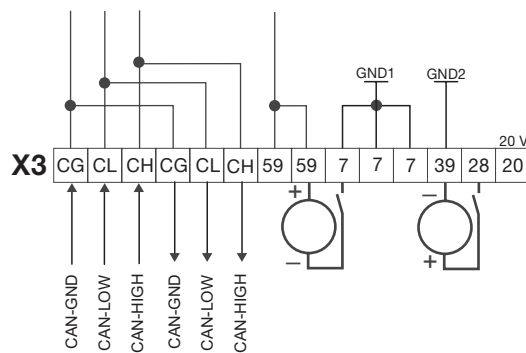 GND1 GND2
20 V
X3 CG CL CH CG CL CH 59 59 7 7 7 39 28 20
+ −
− +
CAN-GND CAN-LOW CAN-HIGH CAN-GND CAN-LOW CAN-HIGH